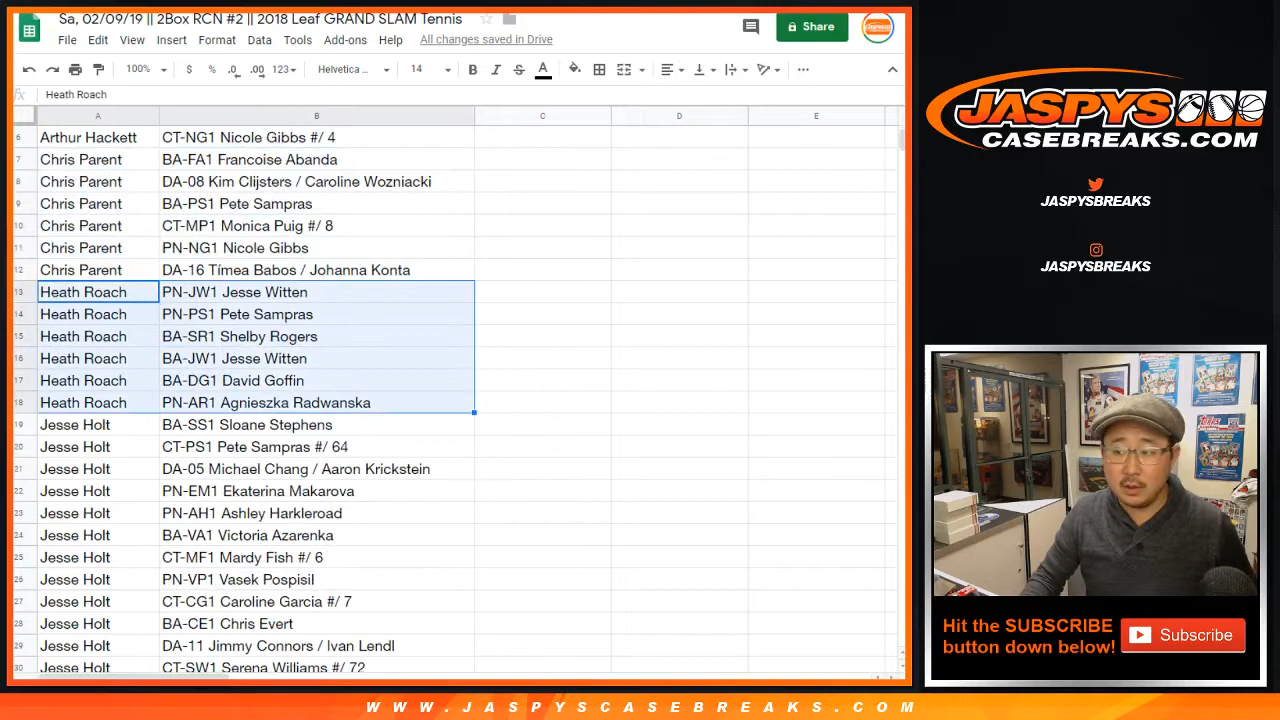 Sa, 02/09/19 || 2Box RCN #2 || 2018 Leaf GRAND SLAM Tennis
File Edit View Insert Format Data Tools Add-ons Help All changes saved in Drive
Share
100% $ % .0 .00 123 Helvetica ... 14 B I S A
fx Heath Roach
A B C D E
6 Arthur Hackett CT-NG1 Nicole Gibbs #/ 4
7 Chris Parent BA-FA1 Francoise Abanda
8 Chris Parent DA-08 Kim Clijsters / Caroline Wozniacki
9 Chris Parent BA-PS1 Pete Sampras
10 Chris Parent CT-MP1 Monica Puig #/ 8
11 Chris Parent PN-NG1 Nicole Gibbs
12 Chris Parent DA-16 Tímea Babos / Johanna Konta
13 Heath Roach PN-JW1 Jesse Witten
14 Heath Roach PN-PS1 Pete Sampras
15 Heath Roach BA-SR1 Shelby Rogers
16 Heath Roach BA-JW1 Jesse Witten
17 Heath Roach BA-DG1 David Goffin
18 Heath Roach PN-AR1 Agnieszka Radwanska
19 Jesse Holt BA-SS1 Sloane Stephens
20 Jesse Holt CT-PS1 Pete Sampras #/ 64
21 Jesse Holt DA-05 Michael Chang / Aaron Krickstein
22 Jesse Holt PN-EM1 Ekaterina Makarova
23 Jesse Holt PN-AH1 Ashley Harkleroad
24 Jesse Holt BA-VA1 Victoria Azarenka
25 Jesse Holt CT-MF1 Mardy Fish #/ 6
26 Jesse Holt PN-VP1 Vasek Pospisil
27 Jesse Holt CT-CG1 Caroline Garcia #/ 7
28 Jesse Holt BA-CE1 Chris Evert
29 Jesse Holt DA-11 Jimmy Connors / Ivan Lendl
30 Jesse Holt CT-SW1 Serena Williams #/ 72
JASPYS
CASEBREAKS.COM
JASPYSBREAKS
JASPYSBREAKS
Topps
Hit the SUBSCRIBE
button down below!
Subscribe
WWW.JASPYSCASEBREAKS.COM